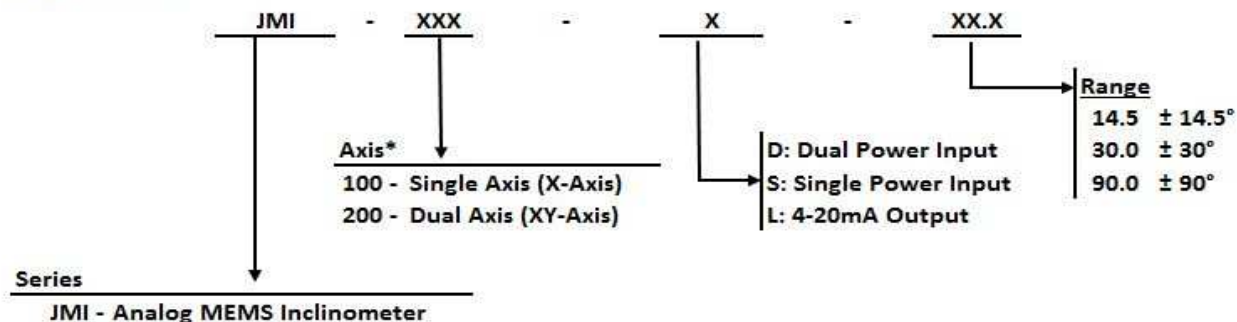 JMI - XXX - X - XX.X
Range
14.5 ± 14.5°
30.0 ± 30°
90.0 ± 90°
D: Dual Power Input
S: Single Power Input
L: 4-20mA Output
Axis*
100 - Single Axis (X-Axis)
200 - Dual Axis (XY-Axis)
Series
JMI - Analog MEMS Inclinometer